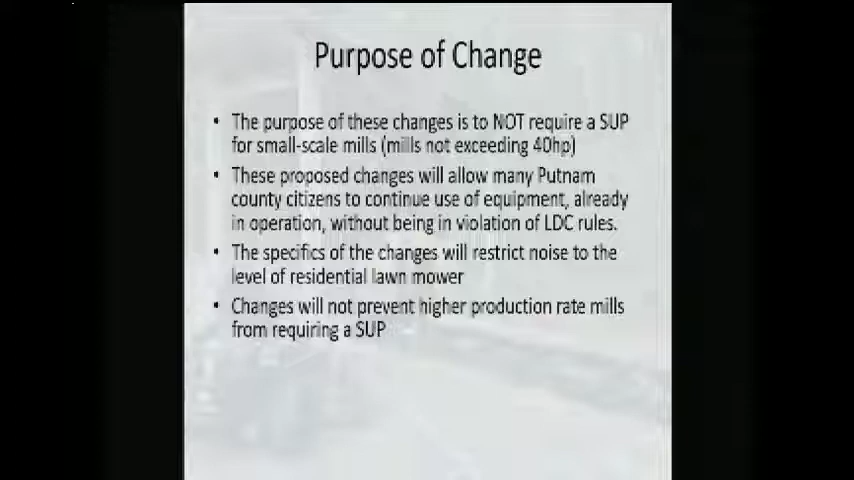 Purpose of Change
• The purpose of these changes is to NOT require a SUP
for small-scale mills (mills not exceeding 40hp)
• These proposed changes will allow many Putnam
county citizens to continue use of equipment, already
in operation, without being in violation of LDC rules.
• The specifics of the changes will restrict noise to the
level of residential lawn mower
• Changes will not prevent higher production rate mills
from requiring a SUP